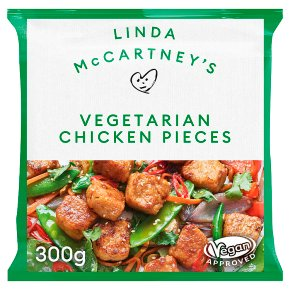 LINDA
McCARTNEY'S
VEGETARIAN
CHICKEN PIECES
300g
Vegan
APPROVED